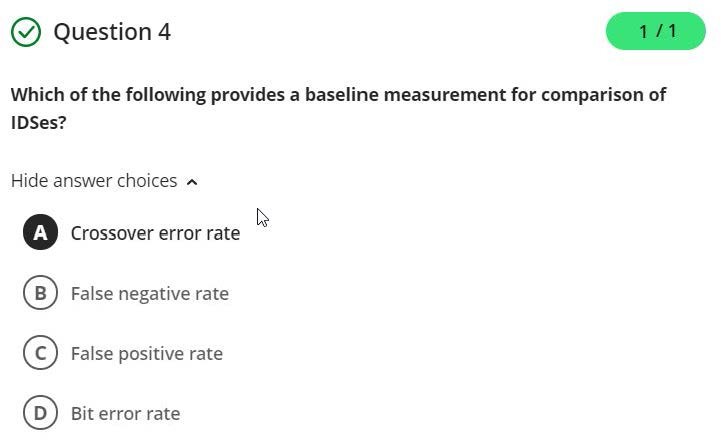 Question 4
1 / 1
Which of the following provides a baseline measurement for comparison of
IDSes?
Hide answer choices
A Crossover error rate
B False negative rate
C False positive rate
D Bit error rate